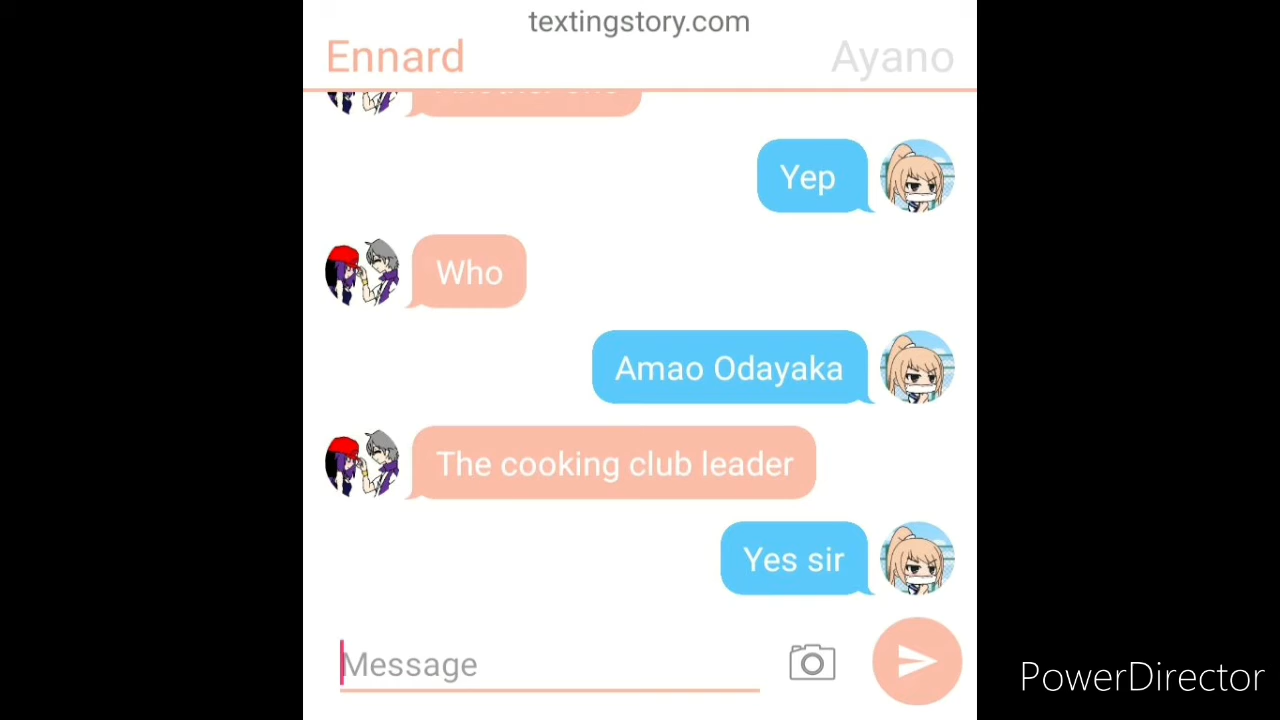 textingstory.com
Ennard
Ayano
Yep
Who
Amao Odayaka
The cooking club leader
Yes sir
Message
PowerDirector